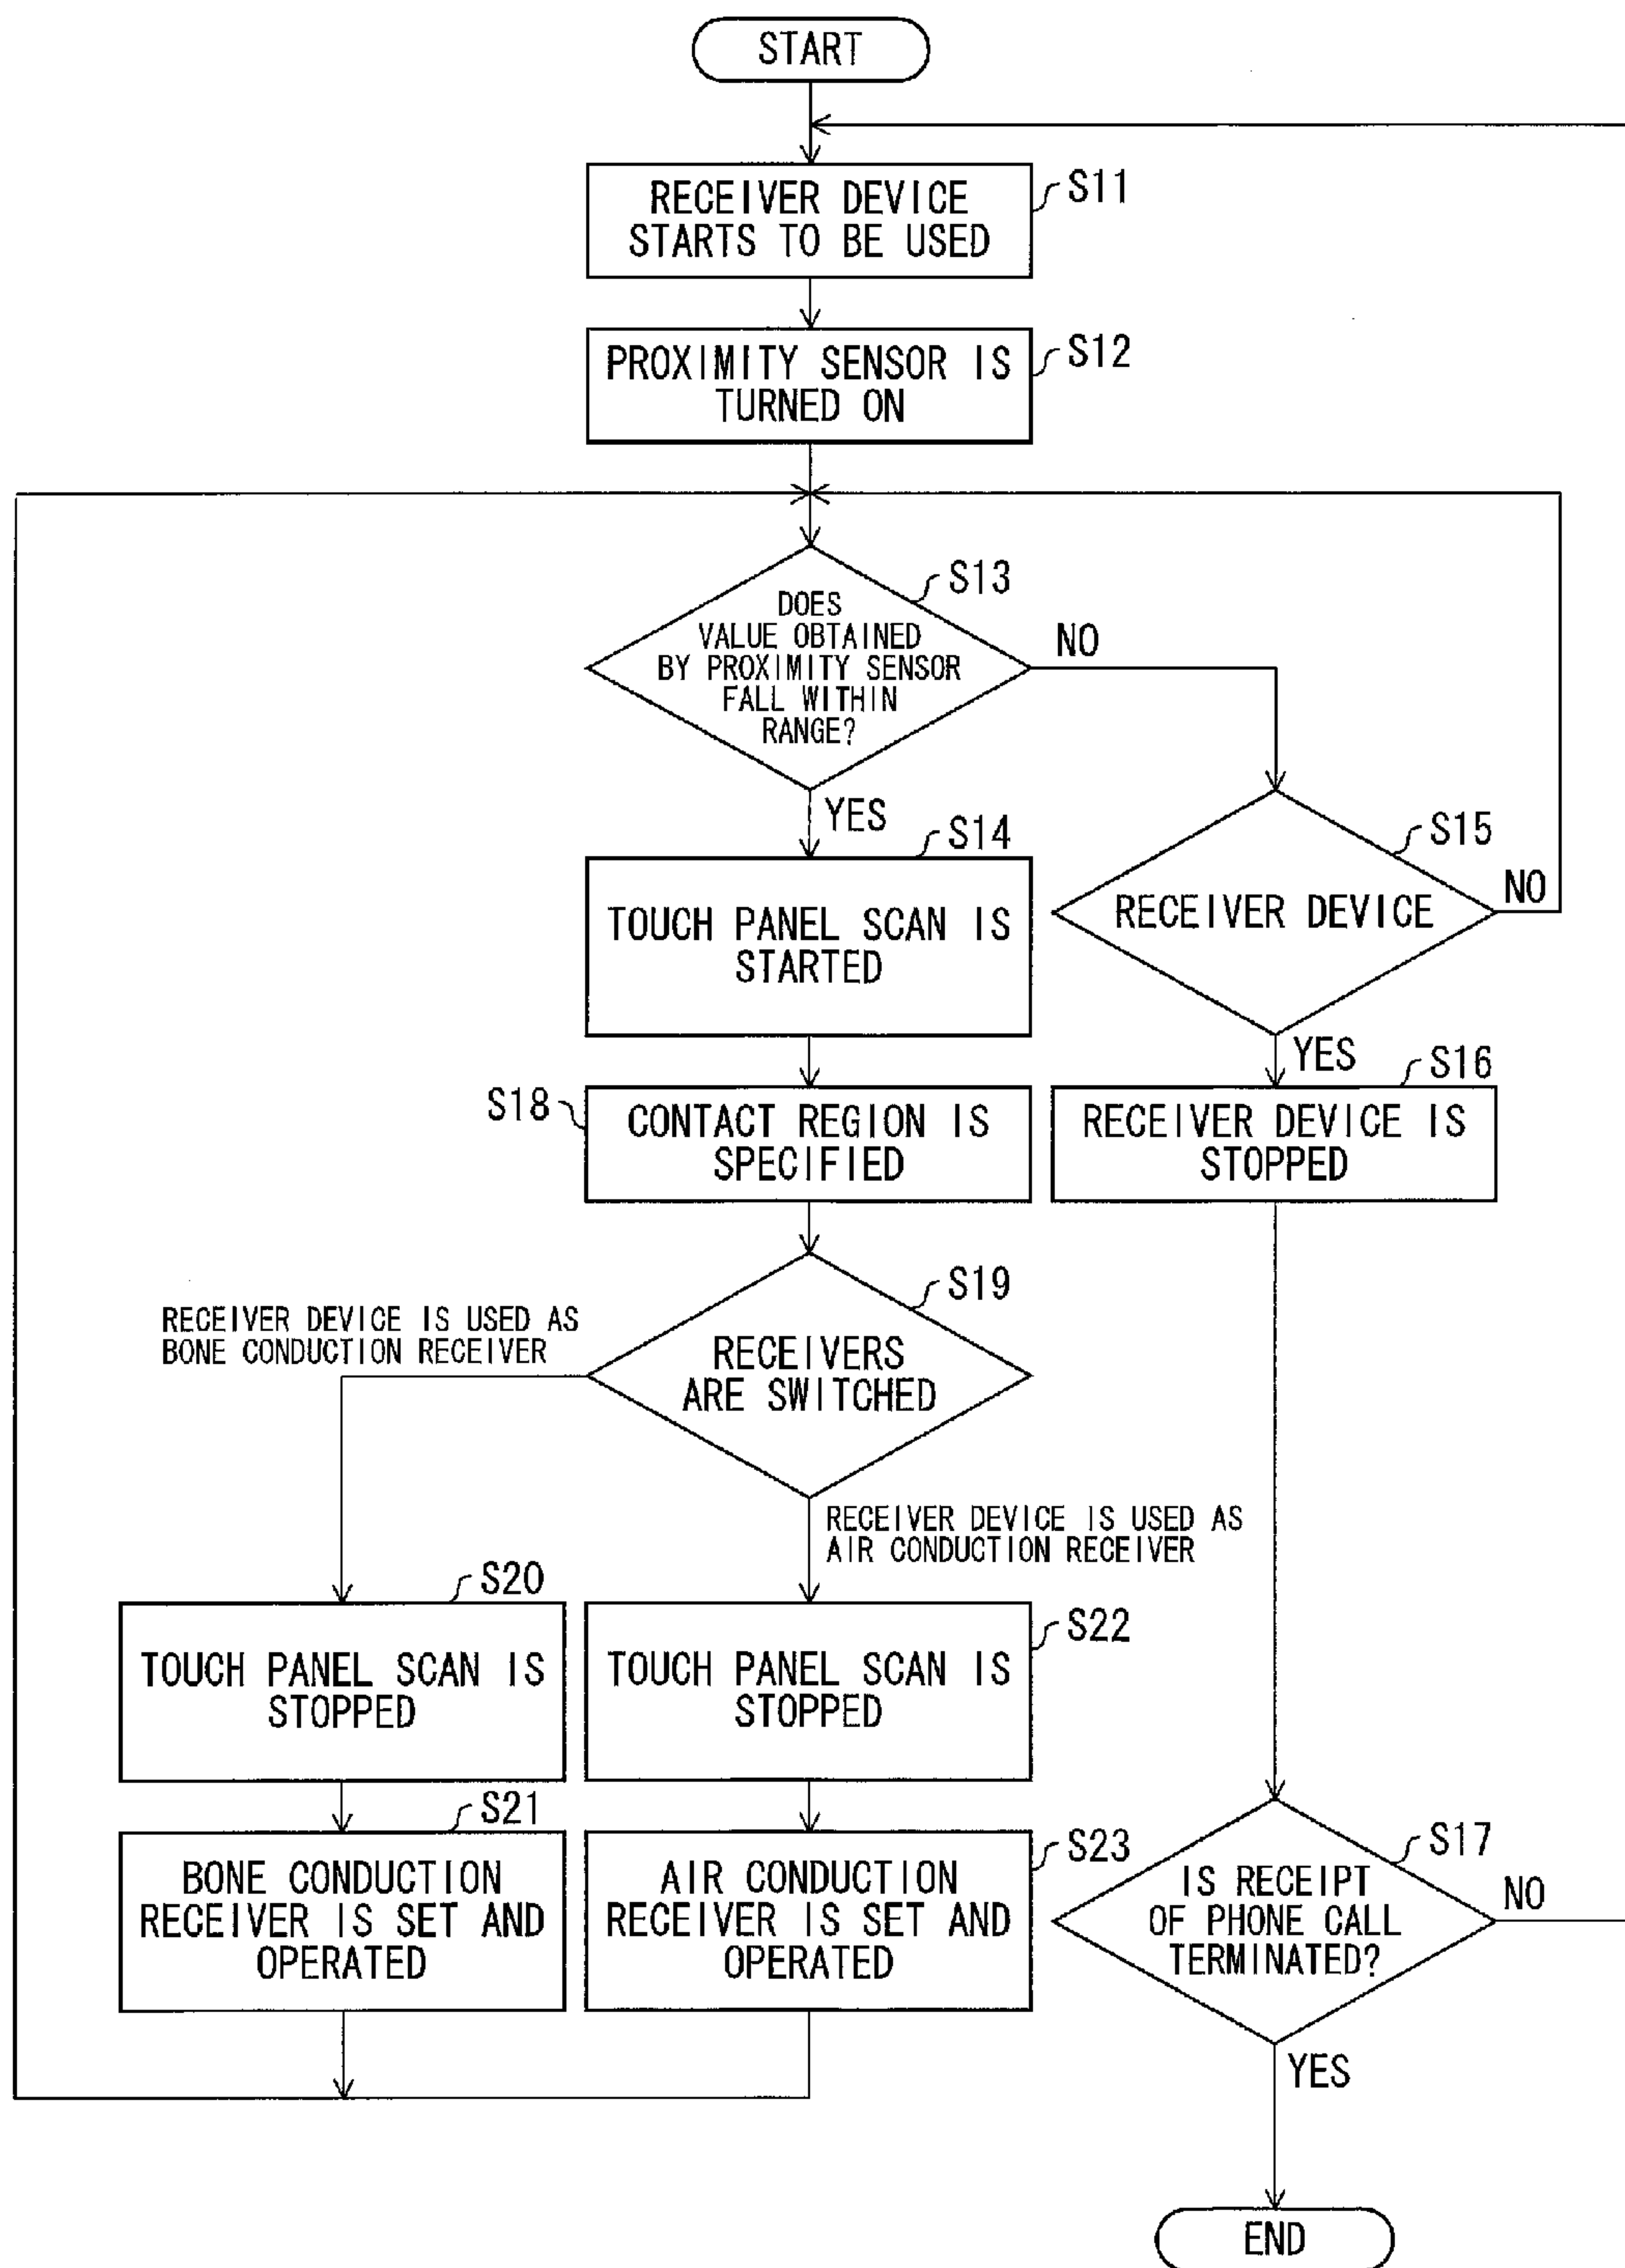 START
RECEIVER DEVICE
STARTS TO BE USED
S11
PROXIMITY SENSOR IS
TURNED ON
S12
DOES
VALUE OBTAINED
BY PROXIMITY SENSOR
FALL WITHIN
RANGE?
S13
NO
YES
TOUCH PANEL SCAN IS
STARTED
S14
RECEIVER DEVICE
S15
NO
YES
S18
CONTACT REGION IS
SPECIFIED
RECEIVER DEVICE IS
STOPPED
S16
RECEIVERS
ARE SWITCHED
S19
RECEIVER DEVICE IS USED AS
BONE CONDUCTION RECEIVER
RECEIVER DEVICE IS USED AS
AIR CONDUCTION RECEIVER
TOUCH PANEL SCAN IS
STOPPED
S20
TOUCH PANEL SCAN IS
STOPPED
S22
BONE CONDUCTION
RECEIVER IS SET AND
OPERATED
S21
AIR CONDUCTION
RECEIVER IS SET AND
OPERATED
S23
IS RECEIPT
OF PHONE CALL
TERMINATED?
S17
NO
YES
END